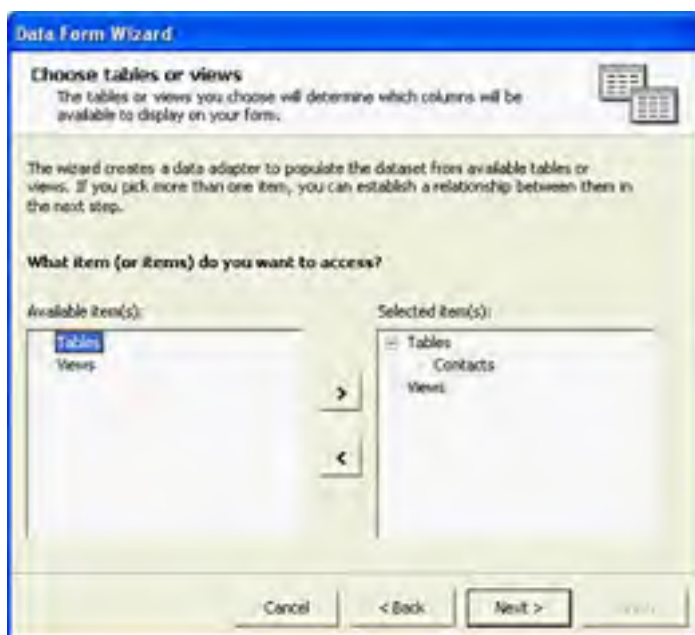 Data Form Wizard
Choose tables or views
The tables or views you choose will determine which columns will be
available to display on your form.
The wizard creates a data adapter to populate the dataset from available tables or
views. If you pick more than one item, you can establish a relationship between them in
the next step.
What item (or items) do you want to access?
Available item(s):
Selected item(s):
Tables
Views
Tables
Contacts
Views
>
<
Cancel
< Back
Next >